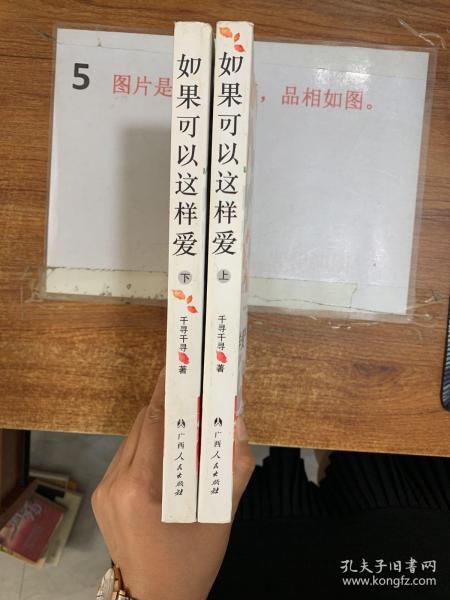 5
图片是
，品相如图。
如果可以这样爱
下
千寻千寻
著
广西人民出版社
如果可以这样爱
上
千寻千寻
著
广西人民出版社
孔夫子旧书网
www.kongfz.com